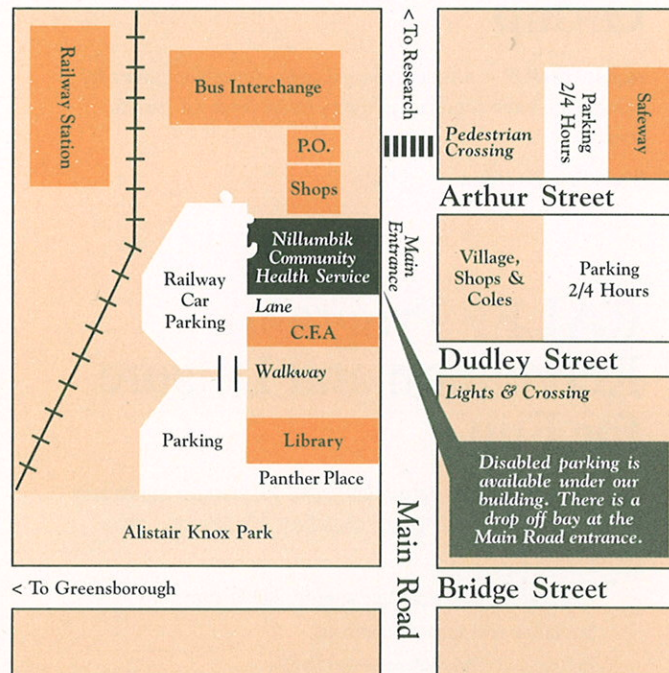 < To Research
Railway
Station
Bus Interchange
P.O.
Shops
Pedestrian
Crossing
Parking
2/4 Hours
Safeway
Arthur Street
Nillumbik
Community
Health Service
Main
Entrance
Railway
Car
Parking
Lane
C.F.A
Walkway
Village,
Shops &
Coles
Parking
2/4 Hours
Dudley Street
Lights & Crossing
Parking
Library
Panther Place
Disabled parking is
available under our
building. There is a
drop off bay at the
Main Road entrance.
Alistair Knox Park
Main Road
< To Greensborough
Bridge Street